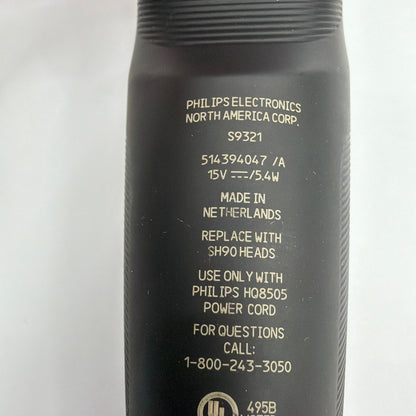 PHILIPS ELECTRONICS
NORTH AMERICA CORP.
S9321
514394047 /A
15V ⎓/5.4W
MADE IN
NETHERLANDS
REPLACE WITH
SH90 HEADS
USE ONLY WITH
PHILIPS HQ8505
POWER CORD
FOR QUESTIONS
CALL:
1-800-243-3050
UL 495B